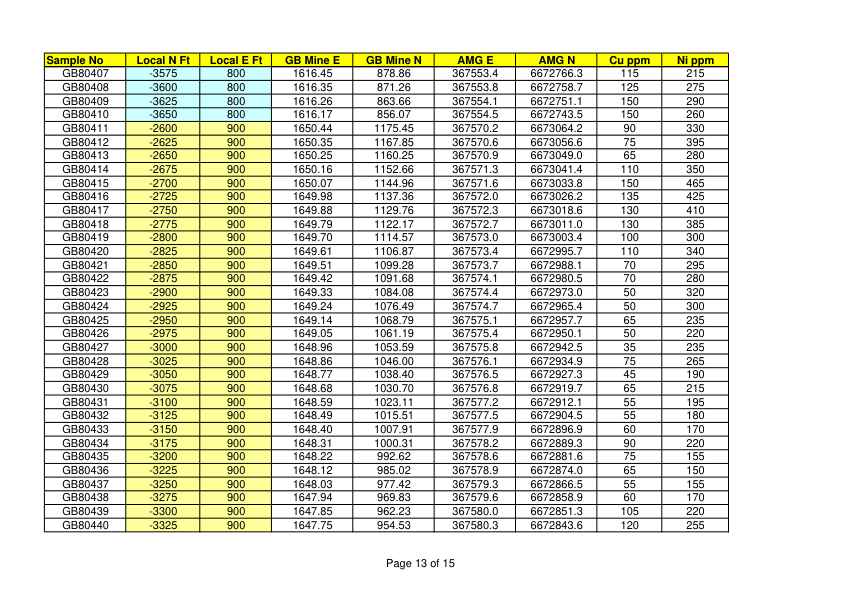 Sample No Local N Ft Local E Ft GB Mine E GB Mine N AMG E AMG N Cu ppm Ni ppm
GB80407 -3575 800 1616.45 878.86 367553.4 6672766.3 115 215
GB80408 -3600 800 1616.35 871.26 367553.8 6672758.7 125 275
GB80409 -3625 800 1616.26 863.66 367554.1 6672751.1 150 290
GB80410 -3650 800 1616.17 856.07 367554.5 6672743.5 150 260
GB80411 -2600 900 1650.44 1175.45 367570.2 6673064.2 90 330
GB80412 -2625 900 1650.35 1167.85 367570.6 6673056.6 75 395
GB80413 -2650 900 1650.25 1160.25 367570.9 6673049.0 65 280
GB80414 -2675 900 1650.16 1152.66 367571.3 6673041.4 110 350
GB80415 -2700 900 1650.07 1144.96 367571.6 6673033.8 150 465
GB80416 -2725 900 1649.98 1137.36 367572.0 6673026.2 135 425
GB80417 -2750 900 1649.88 1129.76 367572.3 6673018.6 130 410
GB80418 -2775 900 1649.79 1122.17 367572.7 6673011.0 130 385
GB80419 -2800 900 1649.70 1114.57 367573.0 6673003.4 100 300
GB80420 -2825 900 1649.61 1106.87 367573.4 6672995.7 110 340
GB80421 -2850 900 1649.51 1099.28 367573.7 6672988.1 70 295
GB80422 -2875 900 1649.42 1091.68 367574.1 6672980.5 70 280
GB80423 -2900 900 1649.33 1084.08 367574.4 6672973.0 50 320
GB80424 -2925 900 1649.24 1076.49 367574.7 6672965.4 50 300
GB80425 -2950 900 1649.14 1068.79 367575.1 6672957.7 65 235
GB80426 -2975 900 1649.05 1061.19 367575.4 6672950.1 50 220
GB80427 -3000 900 1648.96 1053.59 367575.8 6672942.5 35 235
GB80428 -3025 900 1648.86 1046.00 367576.1 6672934.9 75 265
GB80429 -3050 900 1648.77 1038.40 367576.5 6672927.3 45 190
GB80430 -3075 900 1648.68 1030.70 367576.8 6672919.7 65 215
GB80431 -3100 900 1648.59 1023.11 367577.2 6672912.1 55 195
GB80432 -3125 900 1648.49 1015.51 367577.5 6672904.5 55 180
GB80433 -3150 900 1648.40 1007.91 367577.9 6672896.9 60 170
GB80434 -3175 900 1648.31 1000.31 367578.2 6672889.3 90 220
GB80435 -3200 900 1648.22 992.62 367578.6 6672881.6 75 155
GB80436 -3225 900 1648.12 985.02 367578.9 6672874.0 65 150
GB80437 -3250 900 1648.03 977.42 367579.3 6672866.5 55 155
GB80438 -3275 900 1647.94 969.83 367579.6 6672858.9 60 170
GB80439 -3300 900 1647.85 962.23 367580.0 6672851.3 105 220
GB80440 -3325 900 1647.75 954.53 367580.3 6672843.6 120 255
Page 13 of 15